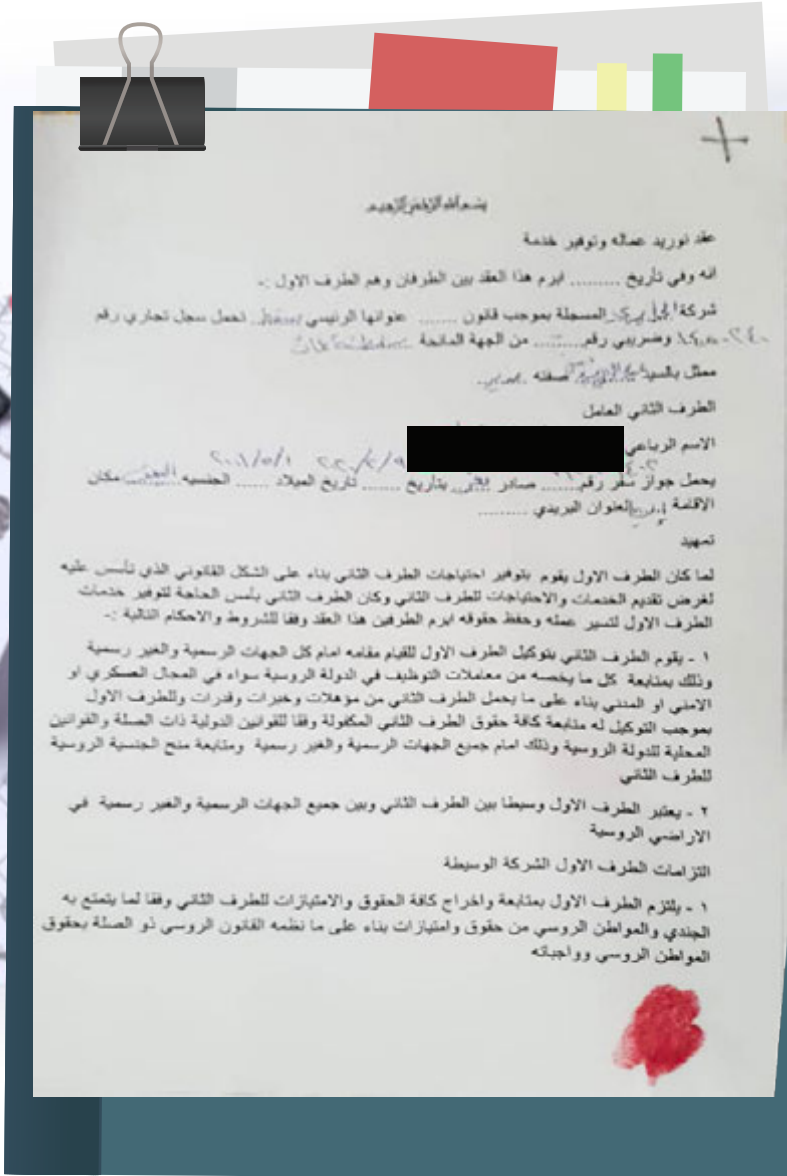 بسم الله الرحمن الرحيم
عقد توريد عماله وتوفير خدمة
انه وفي تأريخ ......... ابرم هذا العقد بين الطرفان وهم الطرف الاول :-
شركة المسجلة بموجب قانون ....... عنوانها الرئيسي تحمل سجل تجاري رقم
وضريبي رقم من الجهة المانحة
ممثل بالسيد صفته
الطرف الثاني العامل
الاسم الرباعي
يحمل جواز سفر رقم....... صادر بتأريخ ....... تاريخ الميلاد ...... الجنسيه مكان
الاقامة العنوان البريدي .........
تمهيد
لما كان الطرف الاول يقوم بتوفير احتياجات الطرف الثاني بناء على الشكل القانوني الذي تأسس عليه
لغرض تقديم الخدمات والاحتياجات للطرف الثاني وكان الطرف الثاني بأمس الحاجة لتوفير خدمات
الطرف الاول لتسير عمله وحفظ حقوقه ابرم الطرفين هذا العقد وفقا للشروط والاحكام التالية :-
١ - يقوم الطرف الثاني بتوكيل الطرف الاول للقيام مقامه امام كل الجهات الرسمية والغير رسمية
وذلك بمتابعة كل ما يخصه من معاملات التوظيف في الدولة الروسية سواء في المجال العسكري او
الامني او المدني بناء على ما يحمل الطرف الثاني من مؤهلات وخبرات وقدرات وللطرف الاول
بموجب التوكيل له متابعة كافة حقوق الطرف الثاني المكفولة وفقا للقوانين الدولية ذات الصلة والقوانين
المحلية للدولة الروسية وذلك امام جميع الجهات الرسمية والغير رسمية ومتابعة منح الجنسية الروسية
للطرف الثاني
٢ - يعتبر الطرف الاول وسيطا بين الطرف الثاني وبين جميع الجهات الرسمية والغير رسمية في
الاراضي الروسية
التزامات الطرف الاول الشركة الوسيطة
١ - يلتزم الطرف الاول بمتابعة واخراج كافة الحقوق والامتيازات للطرف الثاني وفقا لما يتمتع به
الجندي والمواطن الروسي من حقوق وامتيازات بناء على ما نظمه القانون الروسي ذو الصلة بحقوق
المواطن الروسي وواجباته